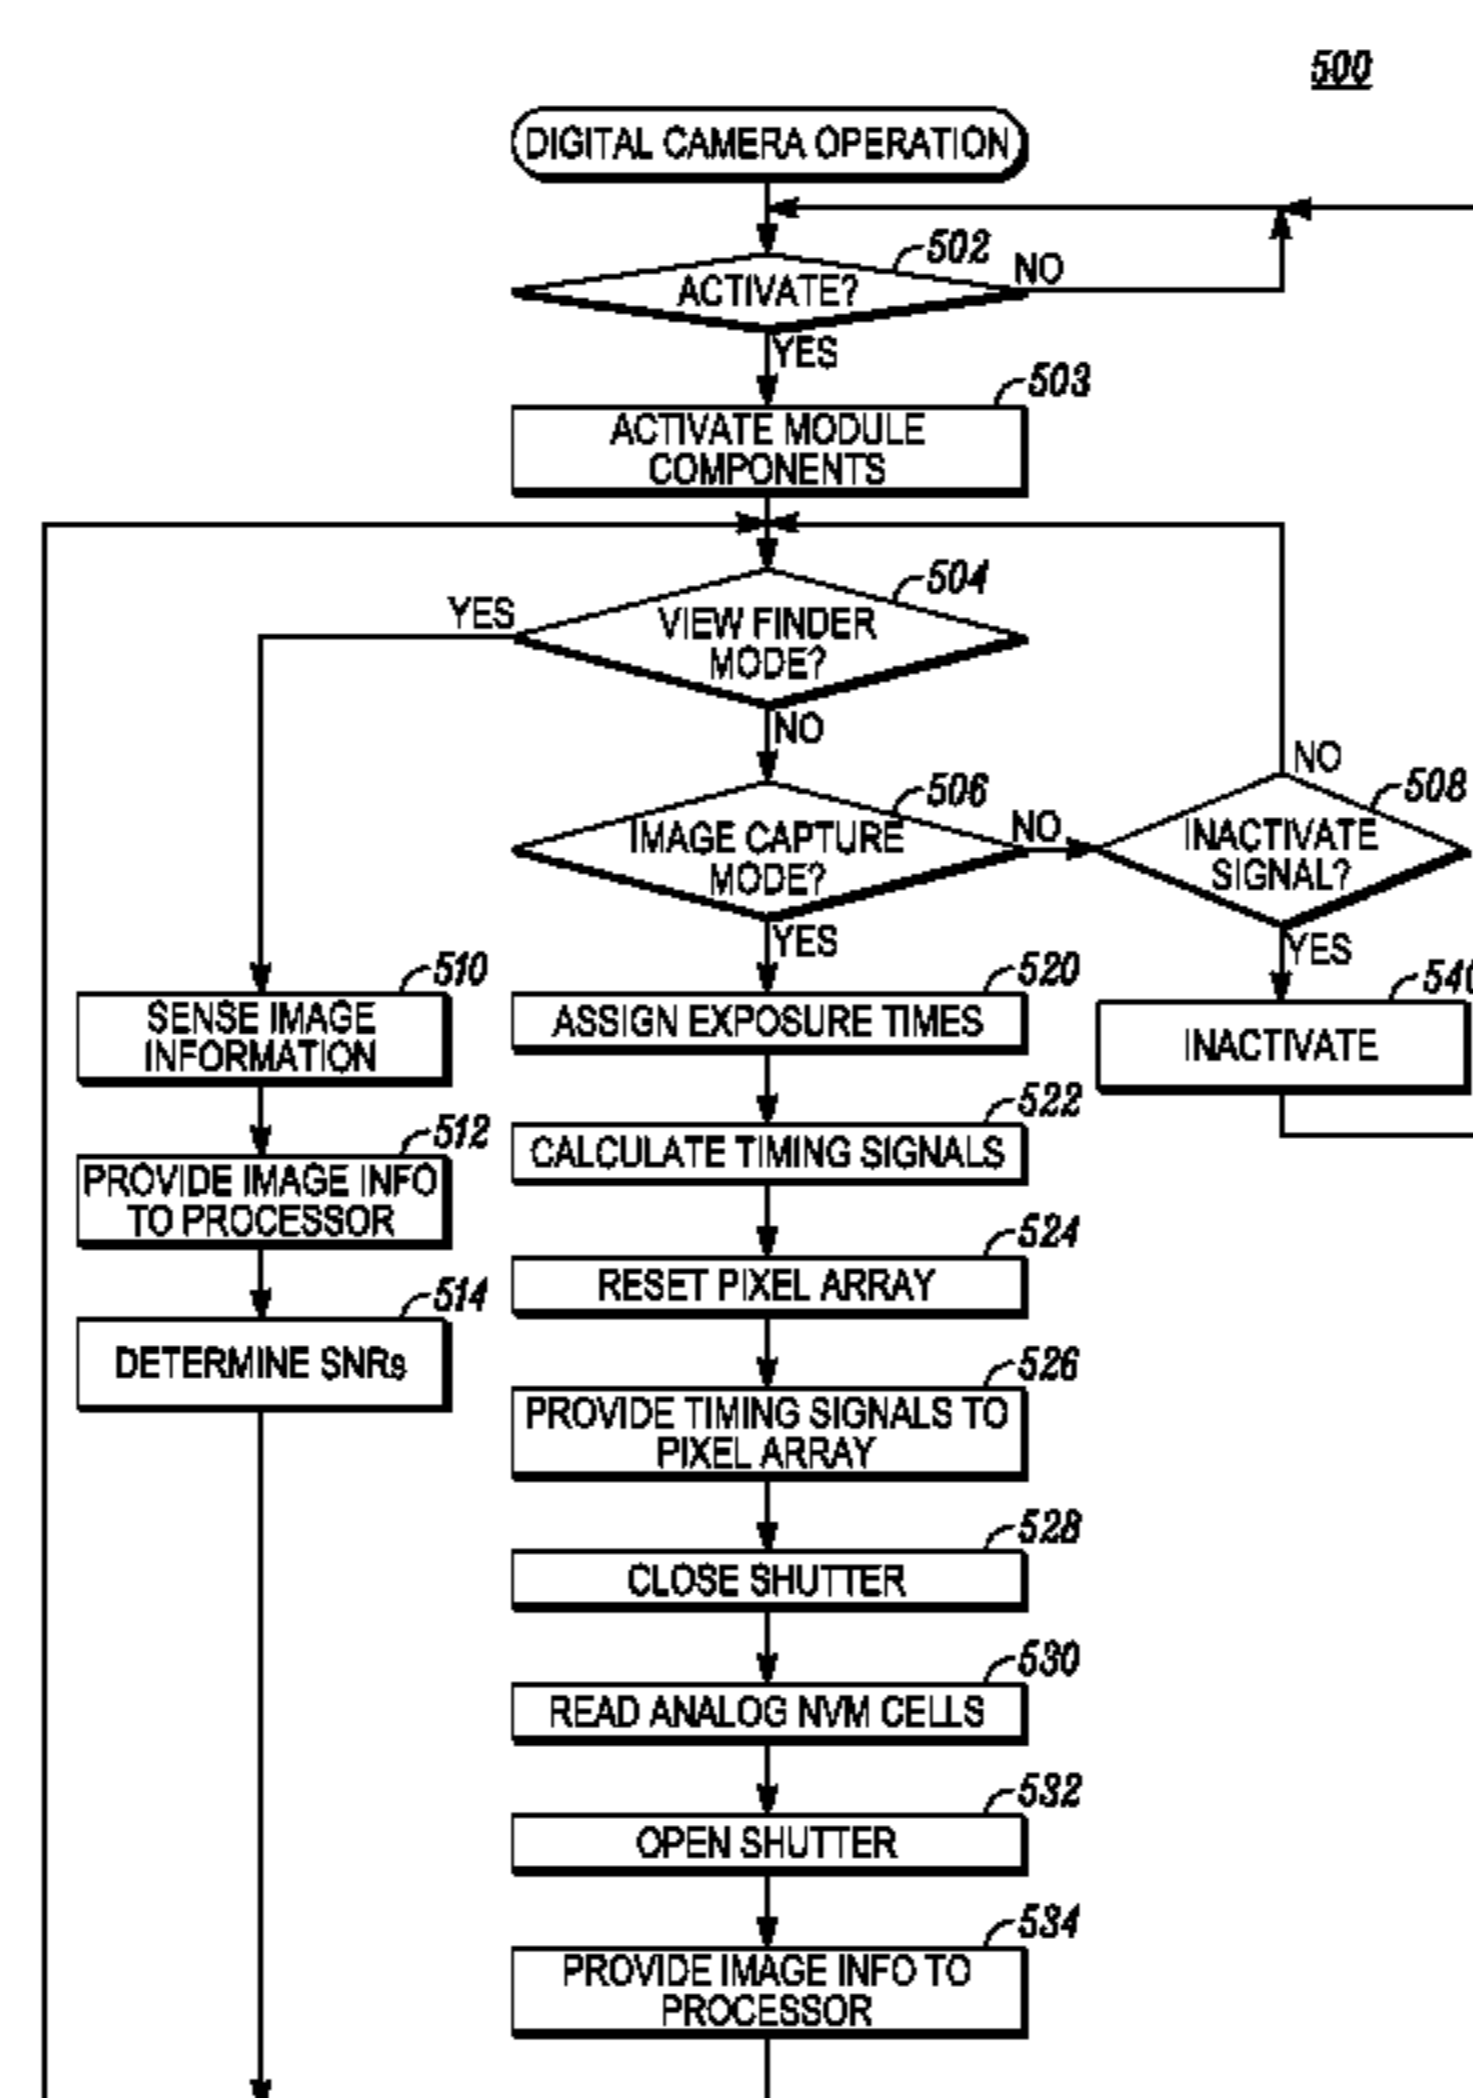 500
DIGITAL CAMERA OPERATION
502
ACTIVATE?
NO
YES
503
ACTIVATE MODULE
COMPONENTS
504
VIEW FINDER
MODE?
YES
NO
506
IMAGE CAPTURE
MODE?
NO
YES
508
INACTIVATE
SIGNAL?
NO
YES
510
SENSE IMAGE
INFORMATION
512
PROVIDE IMAGE INFO
TO PROCESSOR
514
DETERMINE SNRs
520
ASSIGN EXPOSURE TIMES
522
CALCULATE TIMING SIGNALS
524
RESET PIXEL ARRAY
526
PROVIDE TIMING SIGNALS TO
PIXEL ARRAY
528
CLOSE SHUTTER
530
READ ANALOG NVM CELLS
532
OPEN SHUTTER
534
PROVIDE IMAGE INFO TO
PROCESSOR
540
INACTIVATE